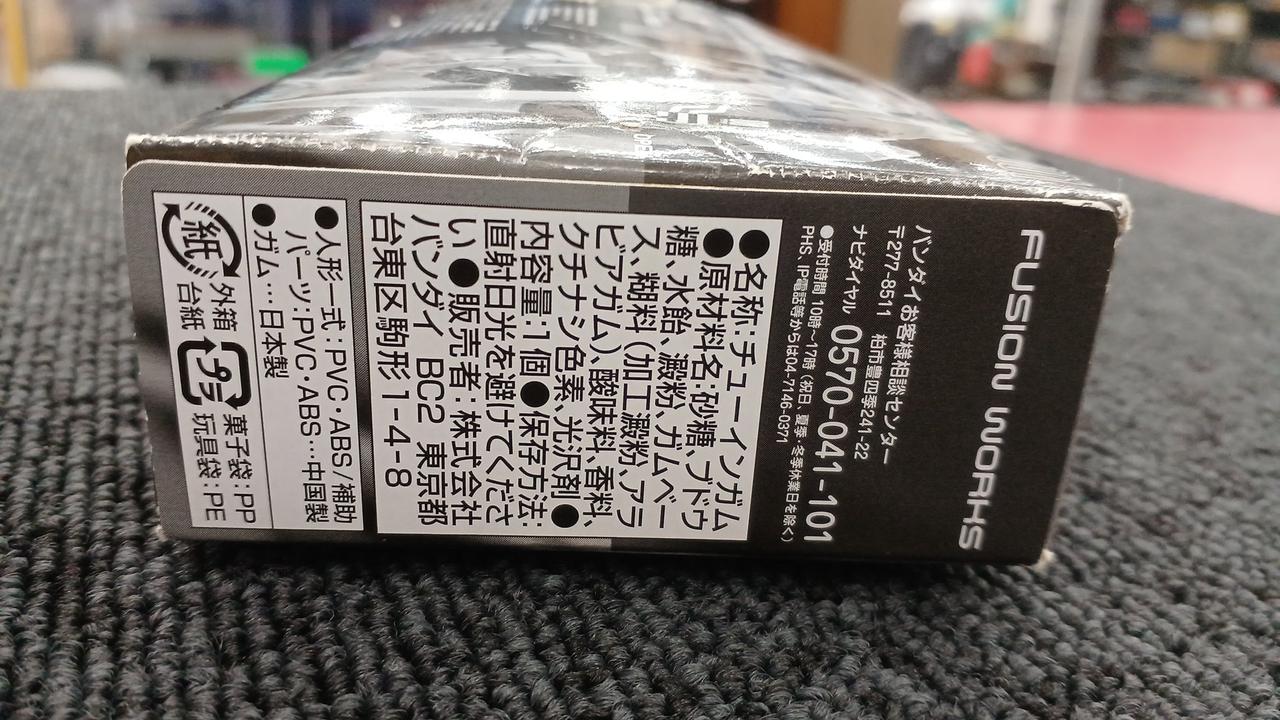 FUSION WORKS
バンダイお客様相談センター
〒277-8511 柏市豊四季241-22
ナビダイヤル 0570-041-101
●受付時間 10時〜17時(祝日、夏季・冬季休業日を除く)
PHS、IP電話等からは04-7146-0371
●名称:チューインガム
●原材料名:砂糖、ブドウ
糖、水飴、澱粉、ガムベー
ス、糊料(加工澱粉、アラ
ビアガム)、酸味料、香料、
クチナシ色素、光沢剤●
内容量:1個●保存方法:
直射日光を避けてくださ
い●販売者:株式会社
バンダイ BC2 東京都
台東区駒形1-4-8
●人形一式:PVC・ABS/補助
パーツ:PVC・ABS…中国製
●ガム…日本製
紙 外箱 台紙
プラ 菓子袋:PP 玩具袋:PE